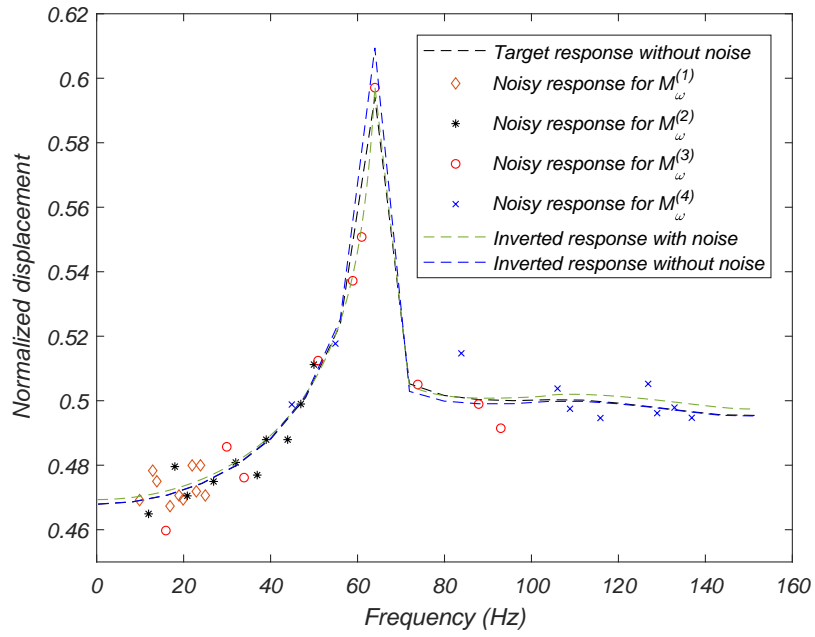 0.62
0.6
0.58
0.56
0.54
0.52
0.5
0.48
0.46
0
20
40
60
80
100
120
140
160
Normalized displacement
Frequency (Hz)
Target response without noise
Noisy response for M_ω^(1)
Noisy response for M_ω^(2)
Noisy response for M_ω^(3)
Noisy response for M_ω^(4)
Inverted response with noise
Inverted response without noise